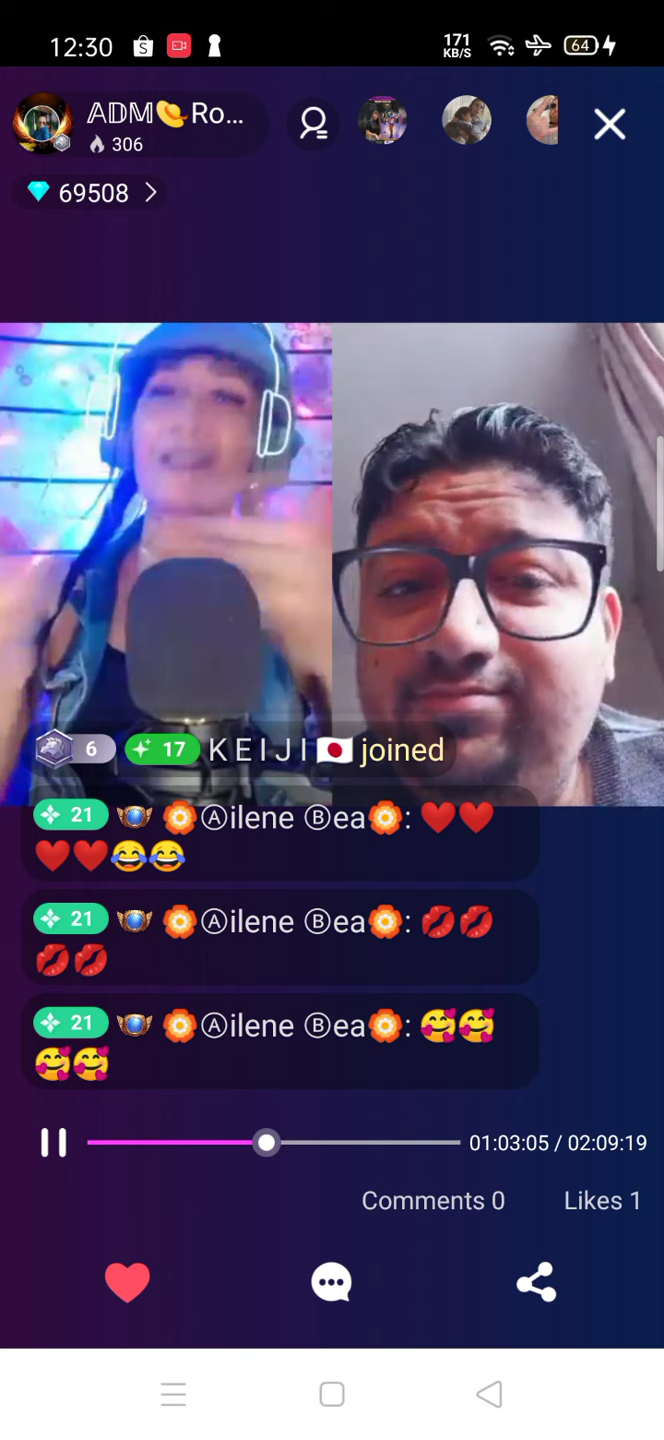 12:30
171
KB/S
64
𝔸𝔻𝕄👒Ro...
306
69508
6 17 K E I J I🇯🇵 joined
21 🏵️Ⓐilene Ⓑea🏵️: ❤️❤️
❤️❤️😂😂
21 🏵️Ⓐilene Ⓑea🏵️: 💋💋
💋💋
21 🏵️Ⓐilene Ⓑea🏵️: 🥰🥰
🥰🥰
01:03:05 / 02:09:19
Comments 0 Likes 1